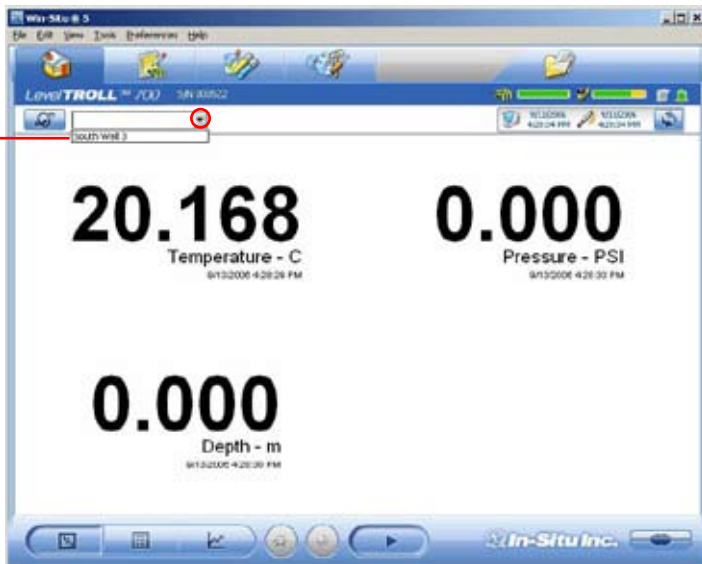 Win-Situ® 5
File Edit View Tools Preferences Help
LevelTROLL™ 700 S/N
South Well 3
20.168
Temperature - C
9/13/2006 4:28:29 PM
0.000
Pressure - PSI
9/13/2006 4:28:30 PM
0.000
Depth - m
9/13/2006 4:28:30 PM
In-Situ Inc.